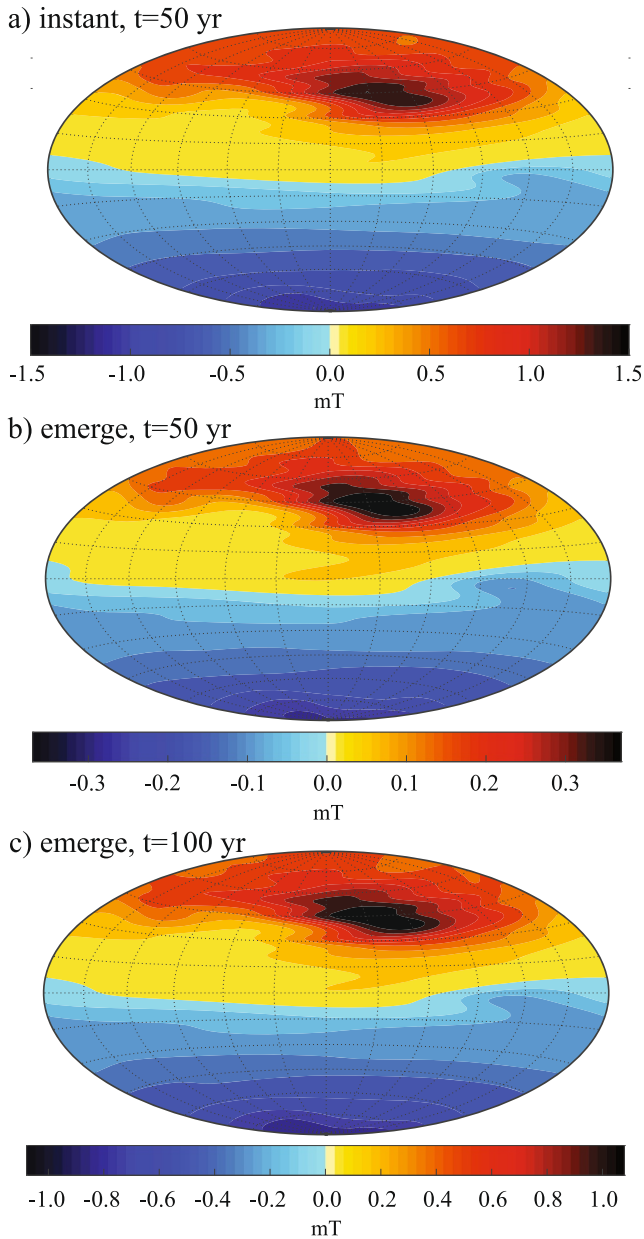 a) instant, t=50 yr
-1.5 -1.0 -0.5 0.0 0.5 1.0 1.5
mT
b) emerge, t=50 yr
-0.3 -0.2 -0.1 0.0 0.1 0.2 0.3
mT
c) emerge, t=100 yr
-1.0 -0.8 -0.6 -0.4 -0.2 0.0 0.2 0.4 0.6 0.8 1.0
mT